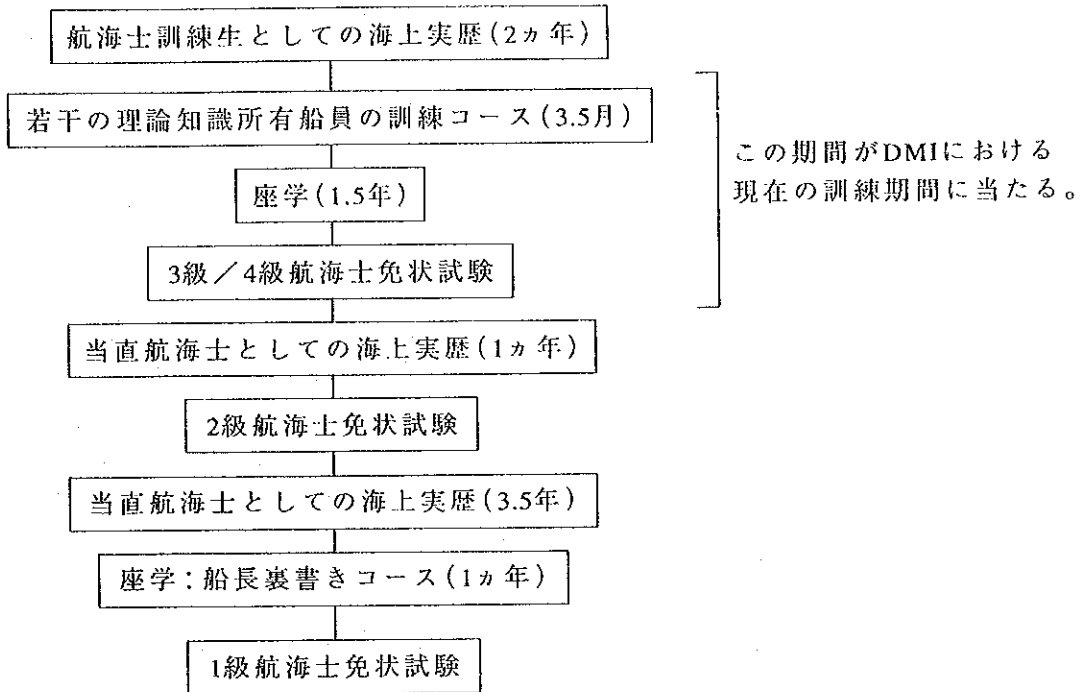 航海士訓練生としての海上実歴(2ヵ年)
若干の理論知識所有船員の訓練コース(3.5月)
この期間がDMIにおける
現在の訓練期間に当たる。
座学(1.5年)
3級/4級航海士免状試験
当直航海士としての海上実歴(1ヵ年)
2級航海士免状試験
当直航海士としての海上実歴(3.5年)
座学:船長裏書きコース(1ヵ年)
1級航海士免状試験